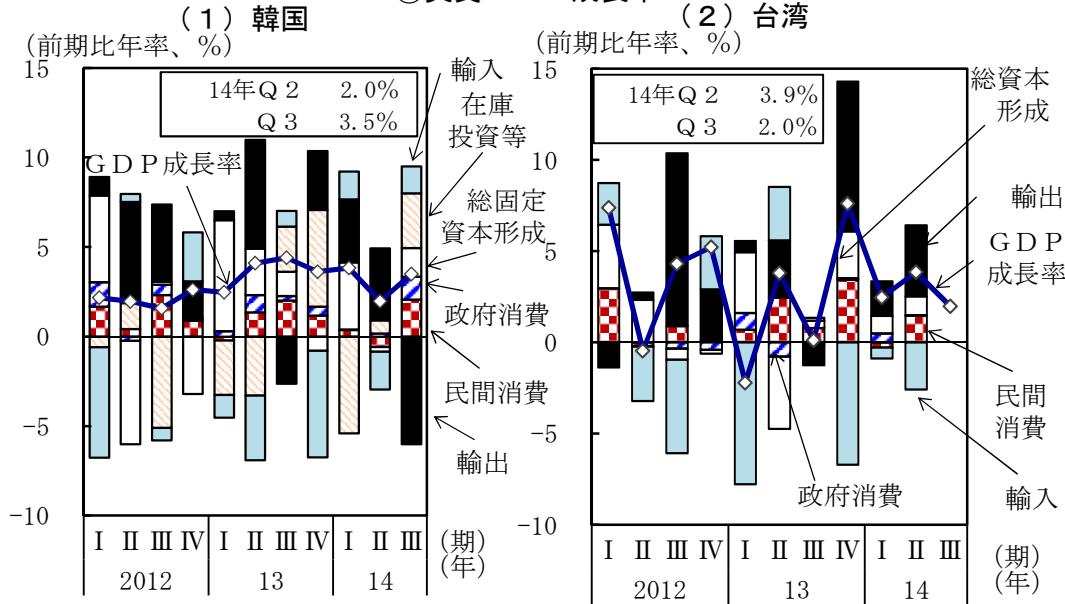 （１）韓国
（前期比年率、％）
15
10
5
0
−5
−10
14年Ｑ２ 2.0%
Ｑ３ 3.5%
ＧＤＰ成長率
輸入
在庫
投資等
総固定
資本形成
政府消費
民間消費
輸出
Ⅰ Ⅱ Ⅲ Ⅳ Ⅰ Ⅱ Ⅲ Ⅳ Ⅰ Ⅱ Ⅲ （期）
2012 13 14 （年）
（２）台湾
（前期比年率、％）
15
10
5
0
-5
-10
14年Ｑ２ 3.9%
Ｑ３ 2.0%
総資本
形成
輸出
ＧＤＰ
成長率
民間
消費
政府消費
輸入
Ⅰ Ⅱ Ⅲ Ⅳ Ⅰ Ⅱ Ⅲ Ⅳ Ⅰ Ⅱ Ⅲ （期）
2012 13 14 （年）